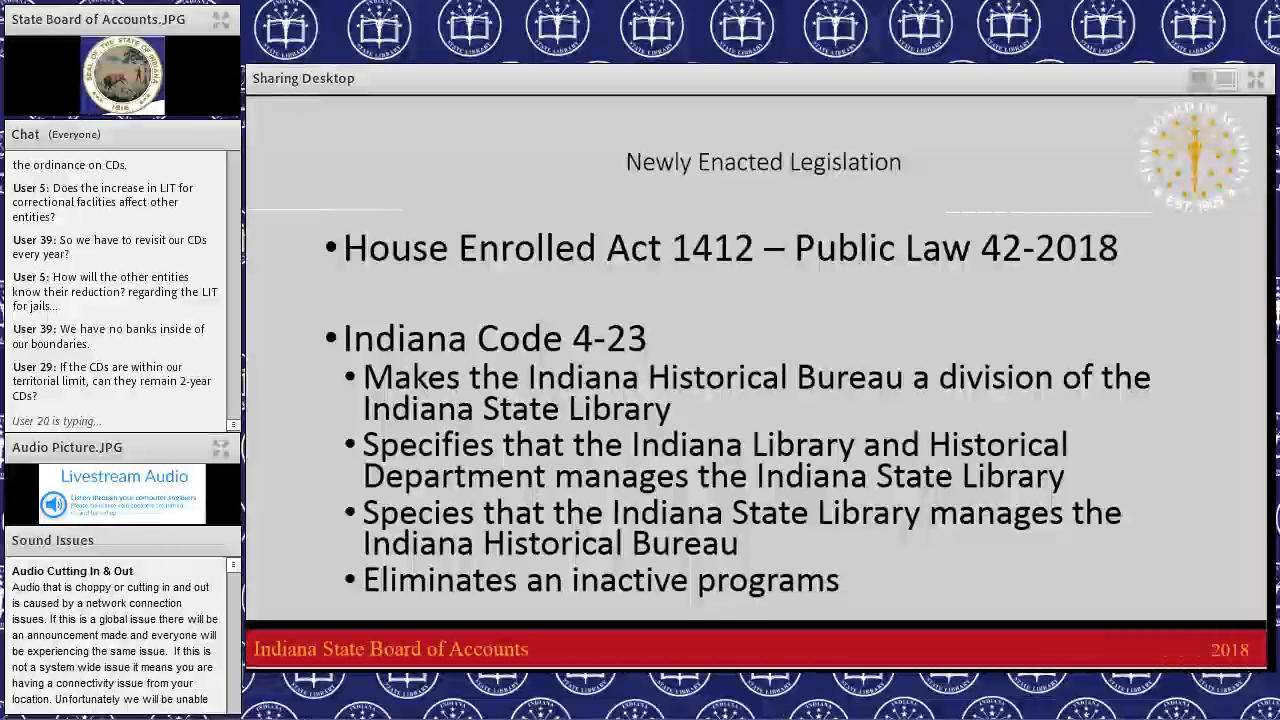 State Board of Accounts.JPG
Chat (Everyone)
the ordinance on CDs.
User 5: Does the increase in LIT for
correctional faclities affect other
entities?
User 39: So we have to revisit our CDs
every year?
User 5: How will the other entities
know their reduction? regarding the LIT
for jails...
User 39: We have no banks inside of
our boundaries.
User 29: If the CDs are within our
territorial limit, can they remain 2-year
CDs?
User 20 is typing...
Audio Picture.JPG
Livestream Audio
Listen through your computer speakers.
Sound Issues
Audio Cutting In & Out
Audio that is choppy or cutting in and out
is caused by a network connection
issues. If this is a global issue there will be
an announcement made and everyone will
be experiencing the same issue. If this is
not a system wide issue it means you are
having a connectivity issue from your
location. Unfortunately we will be unable
Sharing Desktop
Newly Enacted Legislation
• House Enrolled Act 1412 – Public Law 42-2018
• Indiana Code 4-23
• Makes the Indiana Historical Bureau a division of the
Indiana State Library
• Specifies that the Indiana Library and Historical
Department manages the Indiana State Library
• Species that the Indiana State Library manages the
Indiana Historical Bureau
• Eliminates an inactive programs
Indiana State Board of Accounts
2018